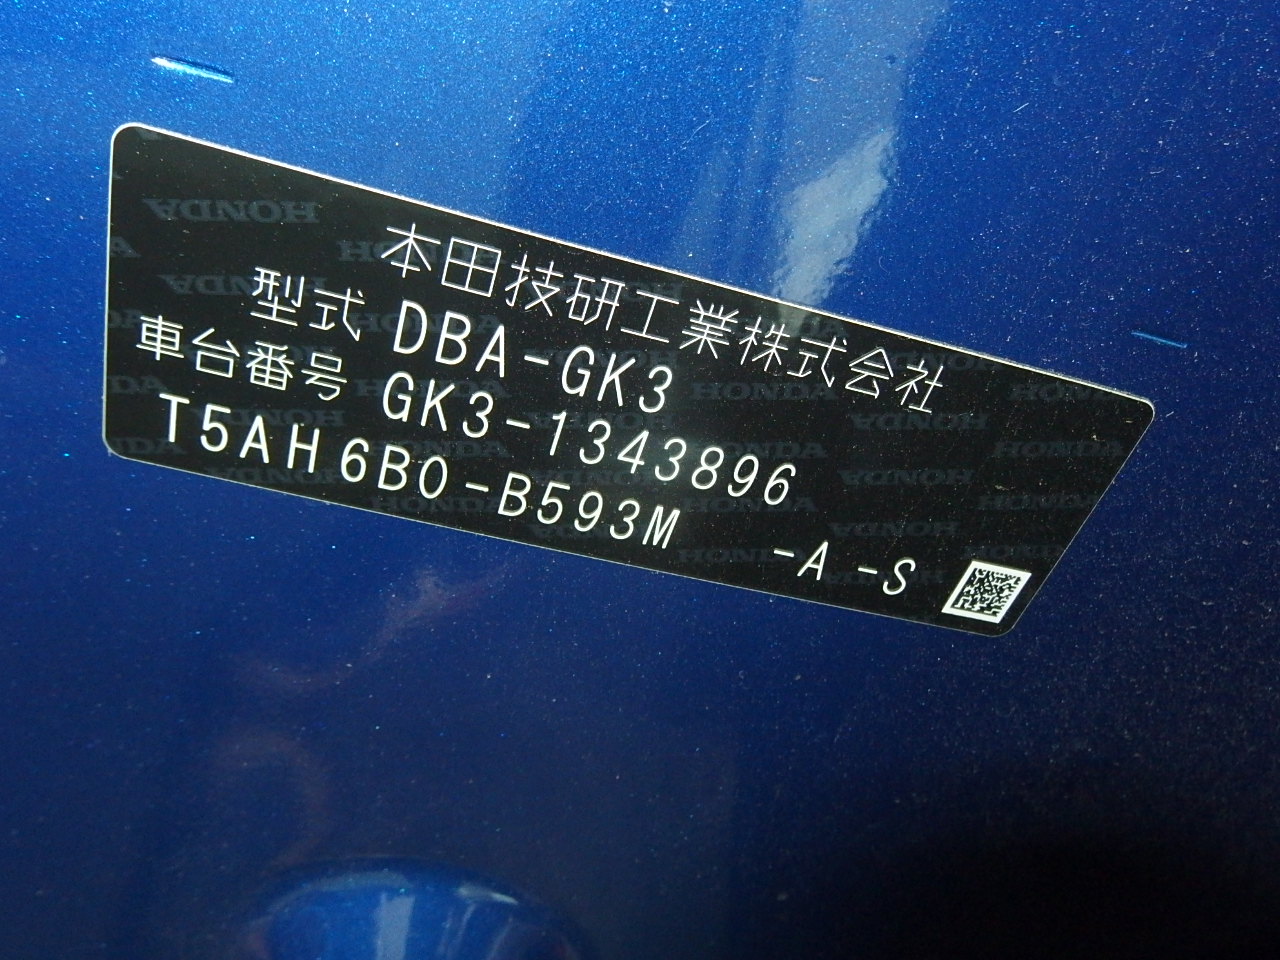 本田技研工業株式会社
型式 DBA-GK3
車台番号 GK3-1343896
T5AH6B0-B593M -A -S